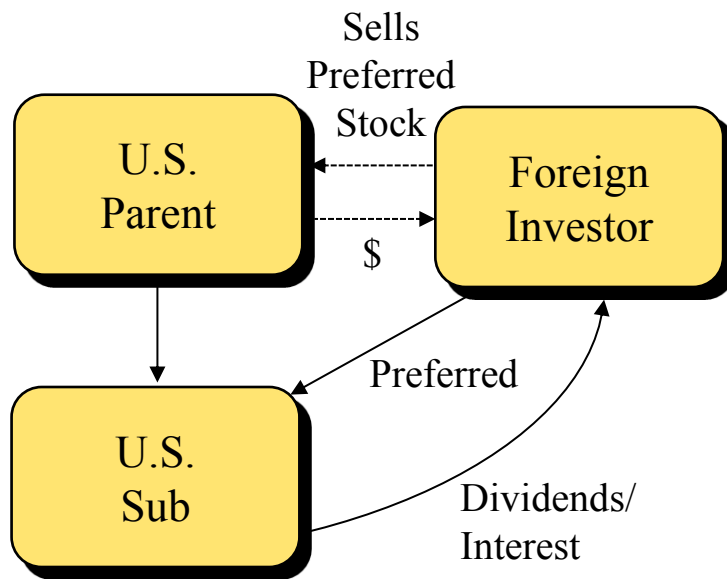 Sells
Preferred
Stock
U.S.
Parent
Foreign
Investor
$
Preferred
U.S.
Sub
Dividends/
Interest